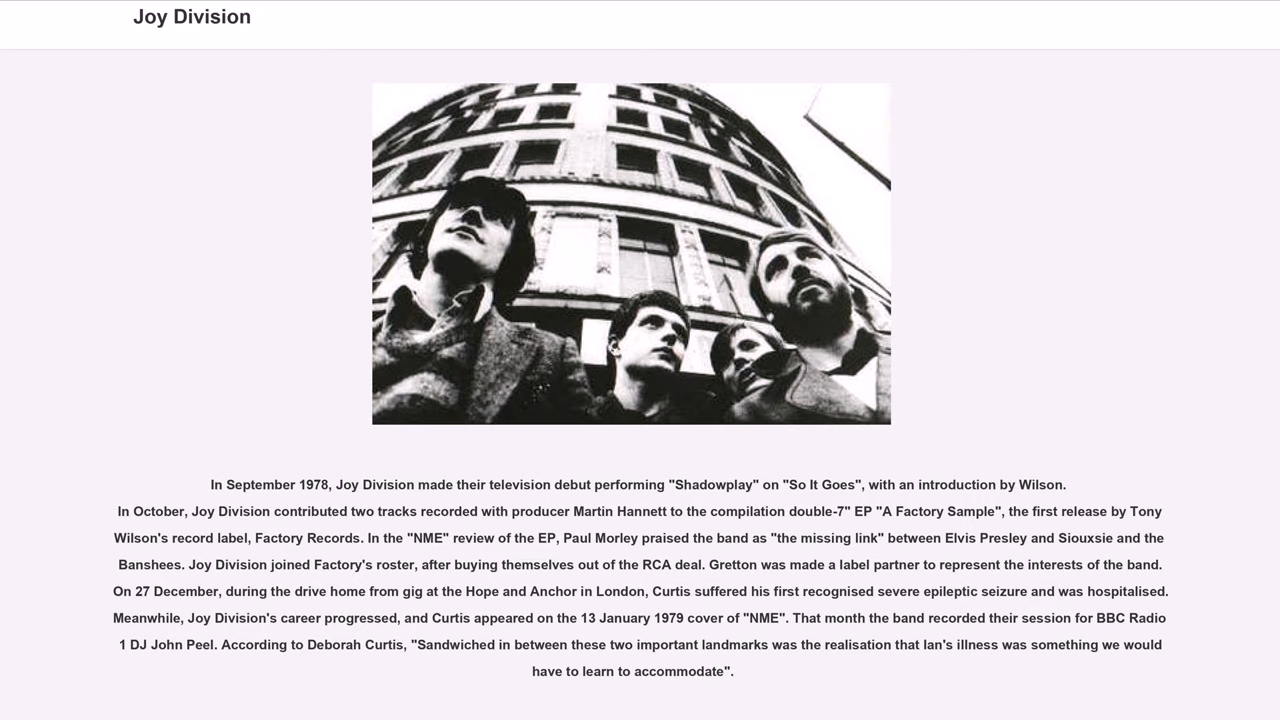 Joy Division
In September 1978, Joy Division made their television debut performing "Shadowplay" on "So It Goes", with an introduction by Wilson.
In October, Joy Division contributed two tracks recorded with producer Martin Hannett to the compilation double-7" EP "A Factory Sample", the first release by Tony
Wilson's record label, Factory Records. In the "NME" review of the EP, Paul Morley praised the band as "the missing link" between Elvis Presley and Siouxsie and the
Banshees. Joy Division joined Factory's roster, after buying themselves out of the RCA deal. Gretton was made a label partner to represent the interests of the band.
On 27 December, during the drive home from gig at the Hope and Anchor in London, Curtis suffered his first recognised severe epileptic seizure and was hospitalised.
Meanwhile, Joy Division's career progressed, and Curtis appeared on the 13 January 1979 cover of "NME". That month the band recorded their session for BBC Radio
1 DJ John Peel. According to Deborah Curtis, "Sandwiched in between these two important landmarks was the realisation that Ian's illness was something we would
have to learn to accommodate".